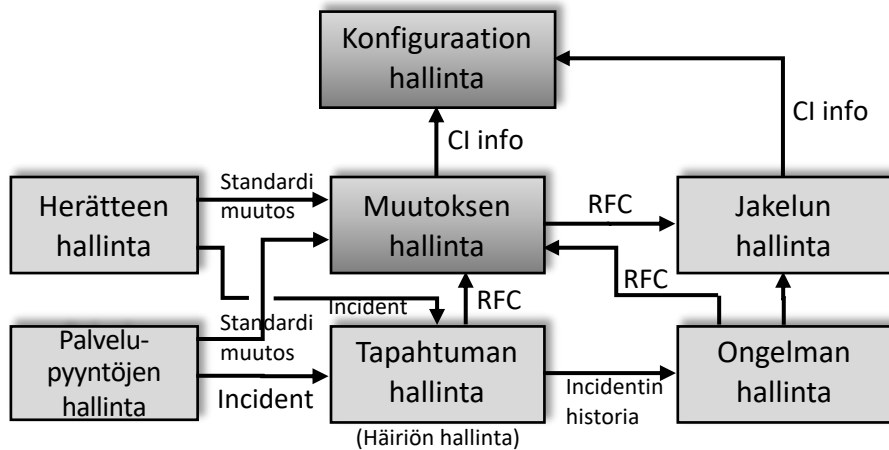 Konfiguraation
hallinta
CI info
CI info
Herätteen
hallinta
Standardi
muutos
Muutoksen
hallinta
RFC
Jakelun
hallinta
RFC
RFC
Incident
Palvelu-
pyyntöjen
hallinta
Standardi
muutos
Incident
Tapahtuman
hallinta
(Häiriön hallinta)
Incidentin
historia
Ongelman
hallinta